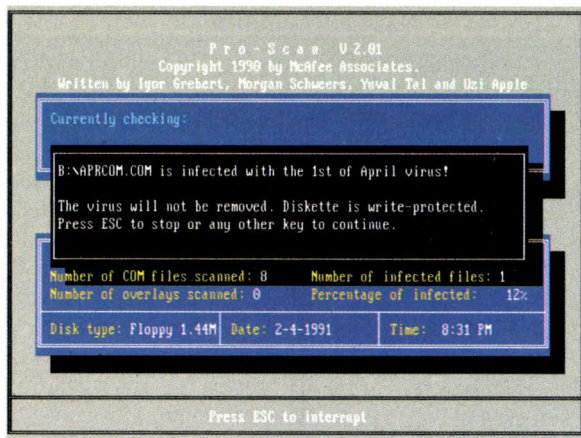 Pro-Scan V2.01
Copyright 1990 by McAfee Associates.
Written by Igor Grebert, Morgan Schweers, Yuval Tal and Uzi Apple
Currently checking:
B:\APRCOM.COM is infected with the 1st of April virus!
The virus will not be removed. Diskette is write-protected.
Press ESC to stop or any other key to continue.
Number of COM files scanned: 8 Number of infected files: 1
Number of overlays scanned: 0 Percentage of infected: 12%
Disk type: Floppy 1.44M Date: 2-4-1991 Time: 8:31 PM
Press ESC to interrupt